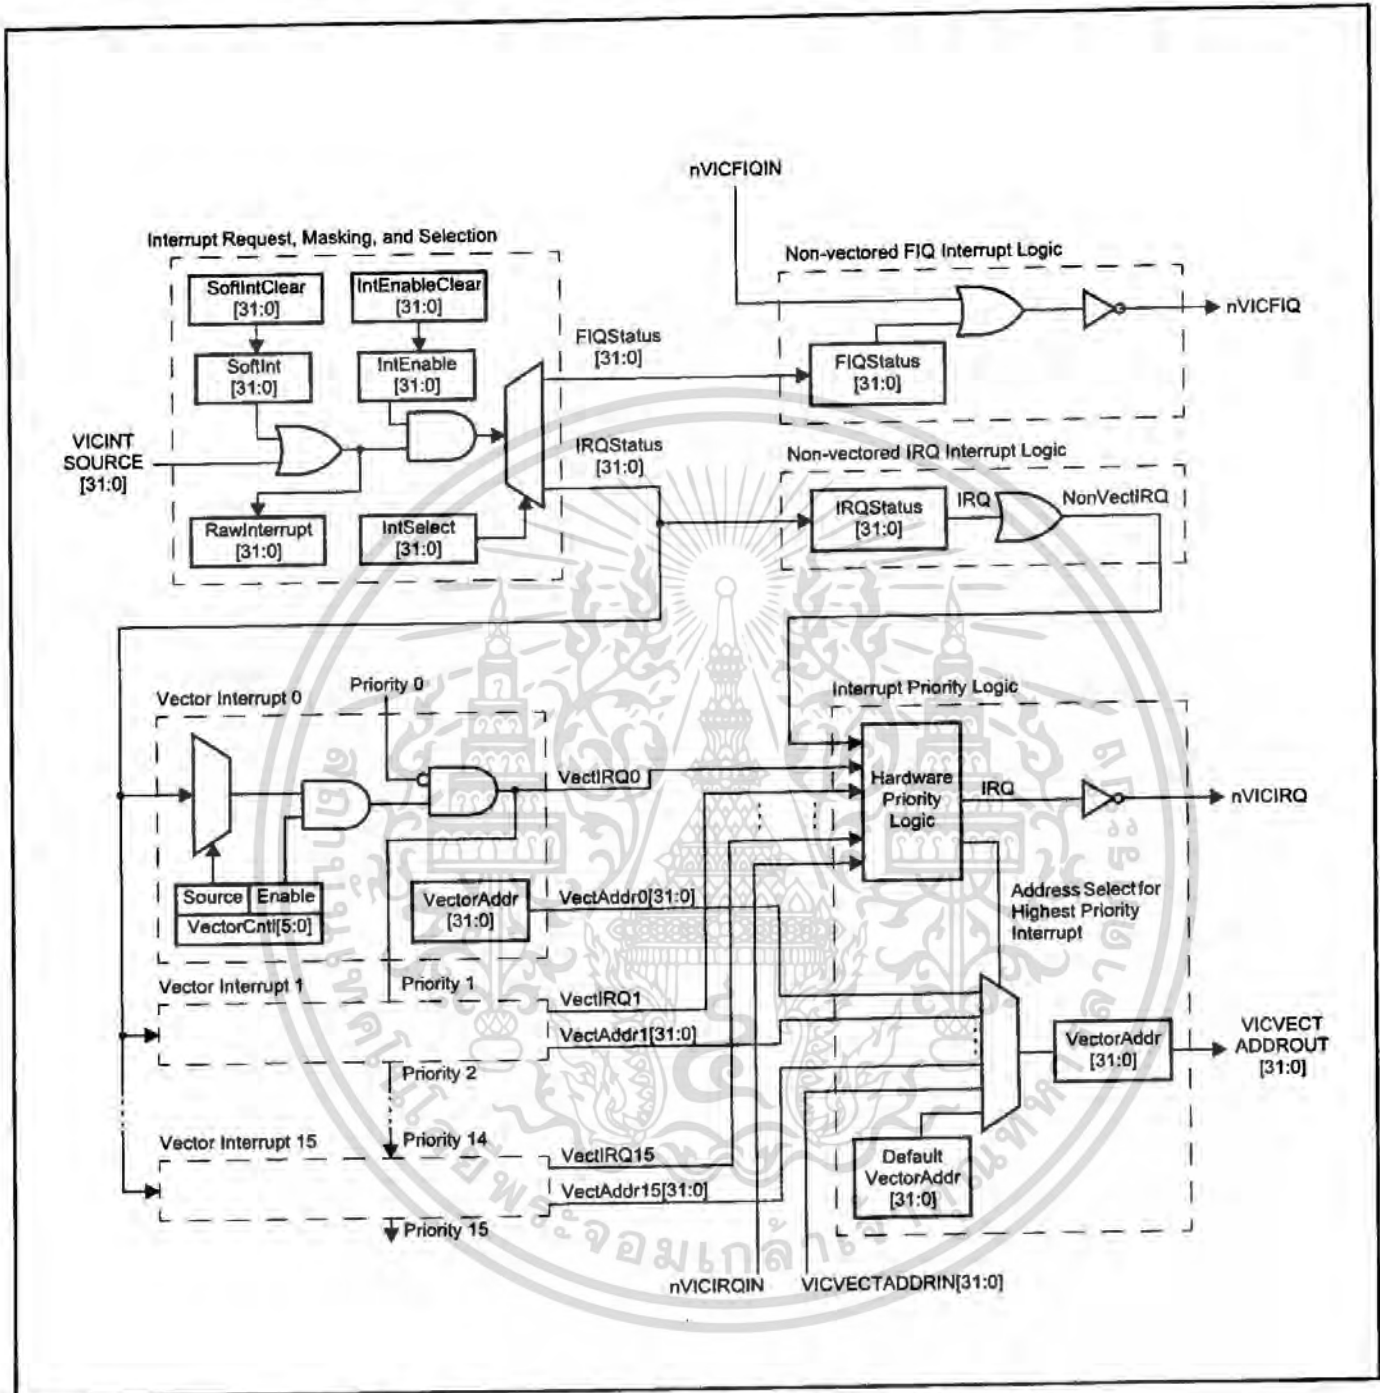 nVICFIQIN
Interrupt Request, Masking, and Selection
SoftIntClear
[31:0]
IntEnableClear
[31:0]
SoftInt
[31:0]
IntEnable
[31:0]
VICINT
SOURCE
[31:0]
RawInterrupt
[31:0]
IntSelect
[31:0]
FIQStatus
[31:0]
IRQStatus
[31:0]
Non-vectored FIQ Interrupt Logic
FIQStatus
[31:0]
nVICFIQ
Non-vectored IRQ Interrupt Logic
IRQStatus
[31:0]
IRQ
NonVectIRQ
Vector Interrupt 0
Priority 0
Source
Enable
VectorCntl[5:0]
VectorAddr
[31:0]
VectIRQ0
VectAddr0[31:0]
Vector Interrupt 1
Priority 1
VectIRQ1
VectAddr1[31:0]
Priority 2
Vector Interrupt 15
Priority 14
VectIRQ15
VectAddr15[31:0]
Priority 15
Interrupt Priority Logic
Hardware
Priority
Logic
IRQ
nVICIRQ
Address Select for
Highest Priority
Interrupt
VectorAddr
[31:0]
VICVECT
ADDROUT
[31:0]
Default
VectorAddr
[31:0]
nVICIRQIN
VICVECTADDRIN[31:0]